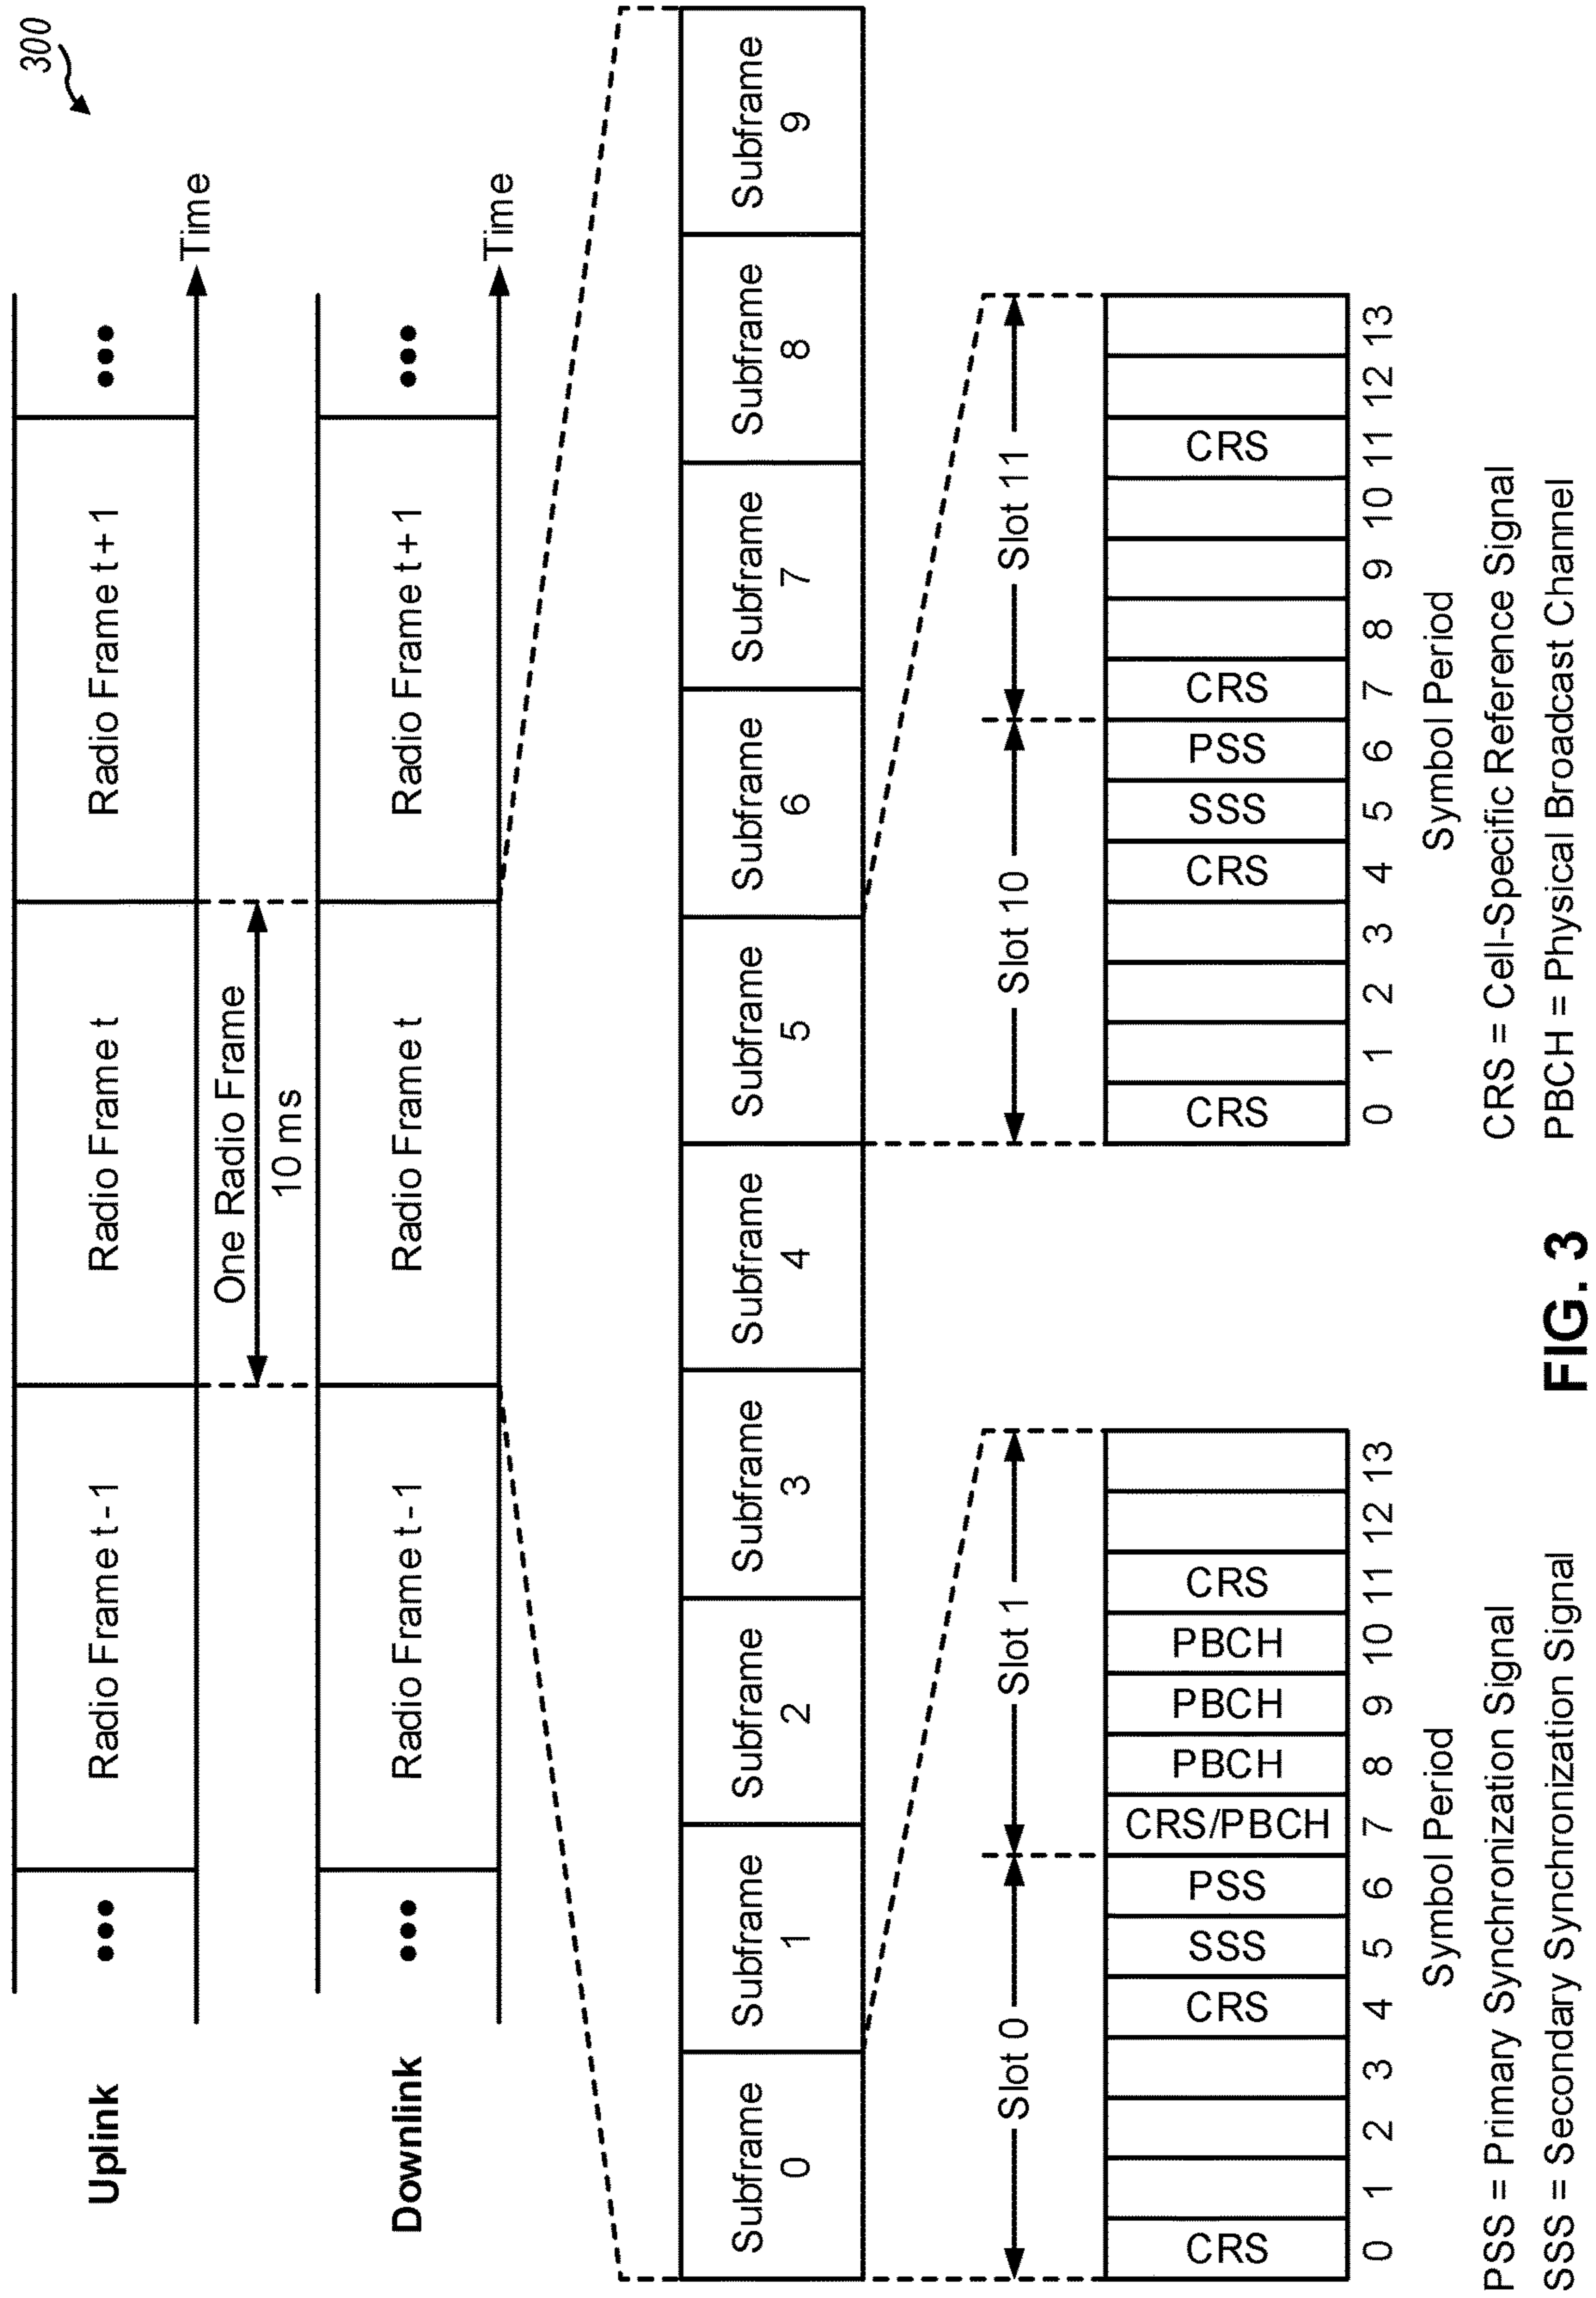 300
Uplink
••• Radio Frame t - 1 Radio Frame t Radio Frame t + 1 •••
Time
One Radio Frame
10 ms
Downlink
••• Radio Frame t - 1 Radio Frame t Radio Frame t + 1 •••
Time
Subframe Subframe Subframe Subframe Subframe Subframe Subframe Subframe Subframe Subframe
0 1 2 3 4 5 6 7 8 9
Slot 0 Slot 1 Slot 10 Slot 11
CRS CRS SSS PSS CRS/PBCH PBCH PBCH PBCH CRS
0 1 2 3 4 5 6 7 8 9 10 11 12 13
Symbol Period
CRS CRS SSS PSS CRS CRS
0 1 2 3 4 5 6 7 8 9 10 11 12 13
Symbol Period
PSS = Primary Synchronization Signal
SSS = Secondary Synchronization Signal
CRS = Cell-Specific Reference Signal
PBCH = Physical Broadcast Channel
FIG. 3